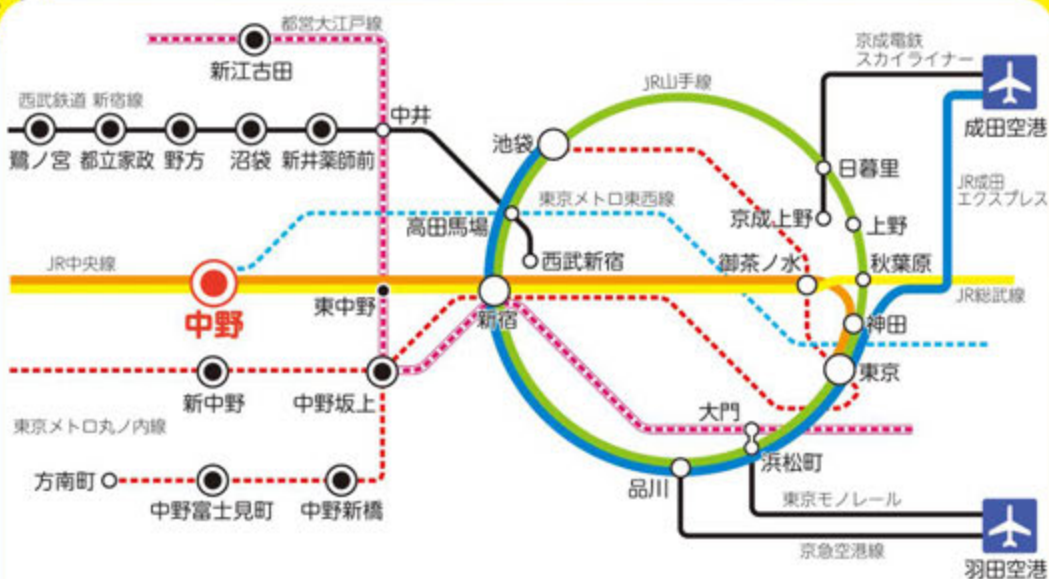 都営大江戸線
新江古田
西武鉄道 新宿線
鷺ノ宮
都立家政
野方
沼袋
新井薬師前
中井
JR山手線
池袋
京成電鉄
スカイライナー
成田空港
日暮里
JR成田
エクスプレス
東京メトロ東西線
高田馬場
京成上野
上野
西武新宿
御茶ノ水
秋葉原
JR中央線
JR総武線
中野
東中野
新宿
神田
東京
新中野
中野坂上
大門
東京メトロ丸ノ内線
浜松町
方南町
品川
中野富士見町
中野新橋
東京モノレール
京急空港線
羽田空港